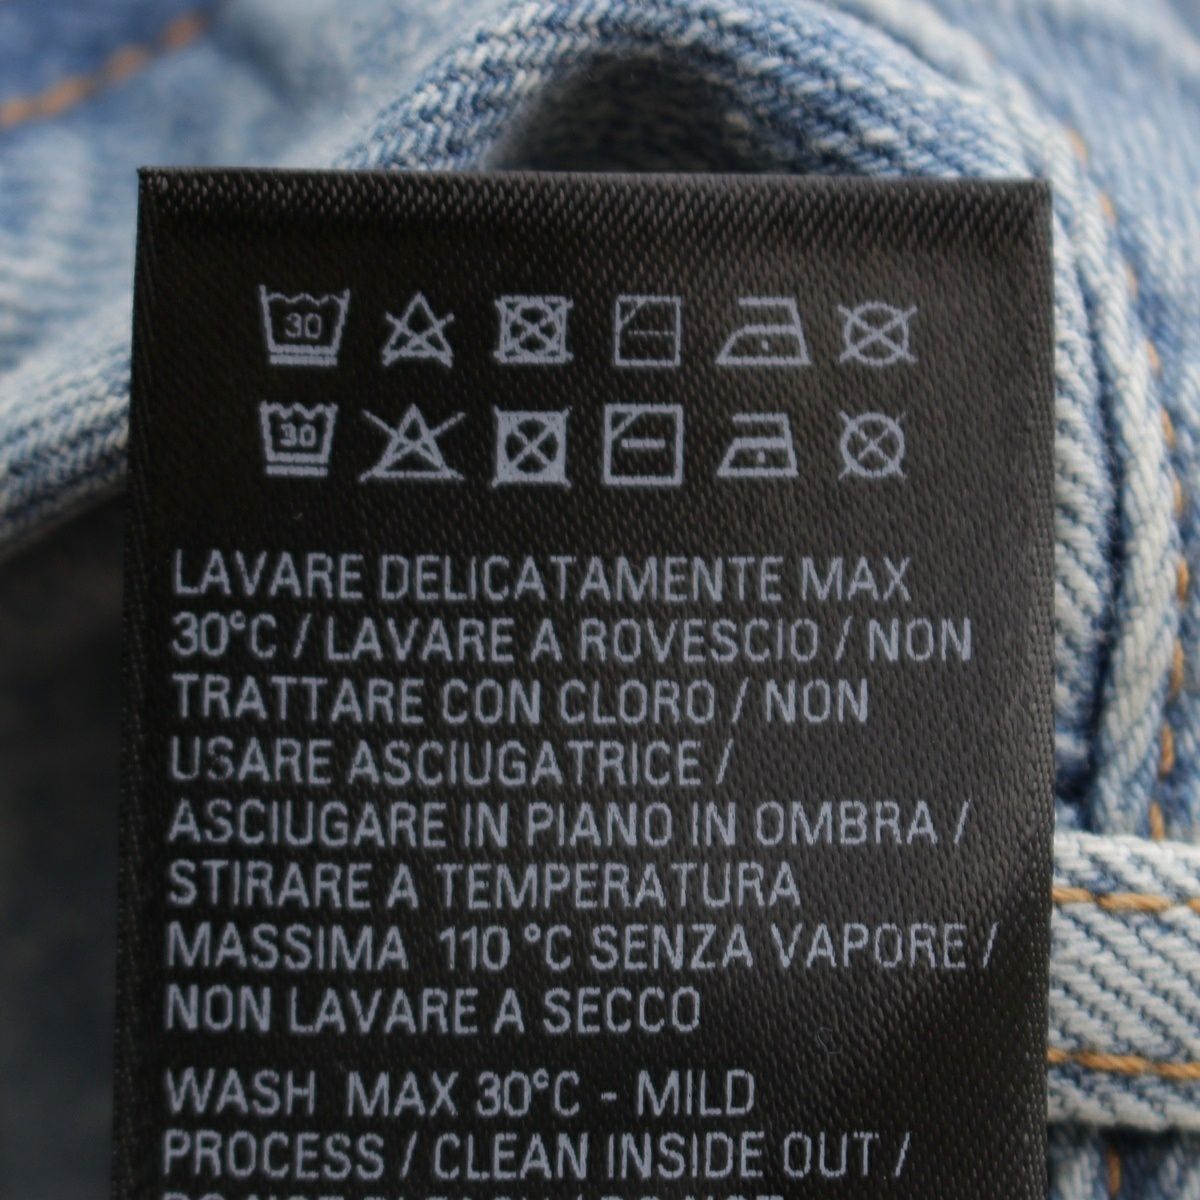 30
30
LAVARE DELICATAMENTE MAX
30°C / LAVARE A ROVESCIO / NON
TRATTARE CON CLORO / NON
USARE ASCIUGATRICE /
ASCIUGARE IN PIANO IN OMBRA /
STIRARE A TEMPERATURA
MASSIMA 110 °C SENZA VAPORE /
NON LAVARE A SECCO
WASH MAX 30°C - MILD
PROCESS / CLEAN INSIDE OUT /